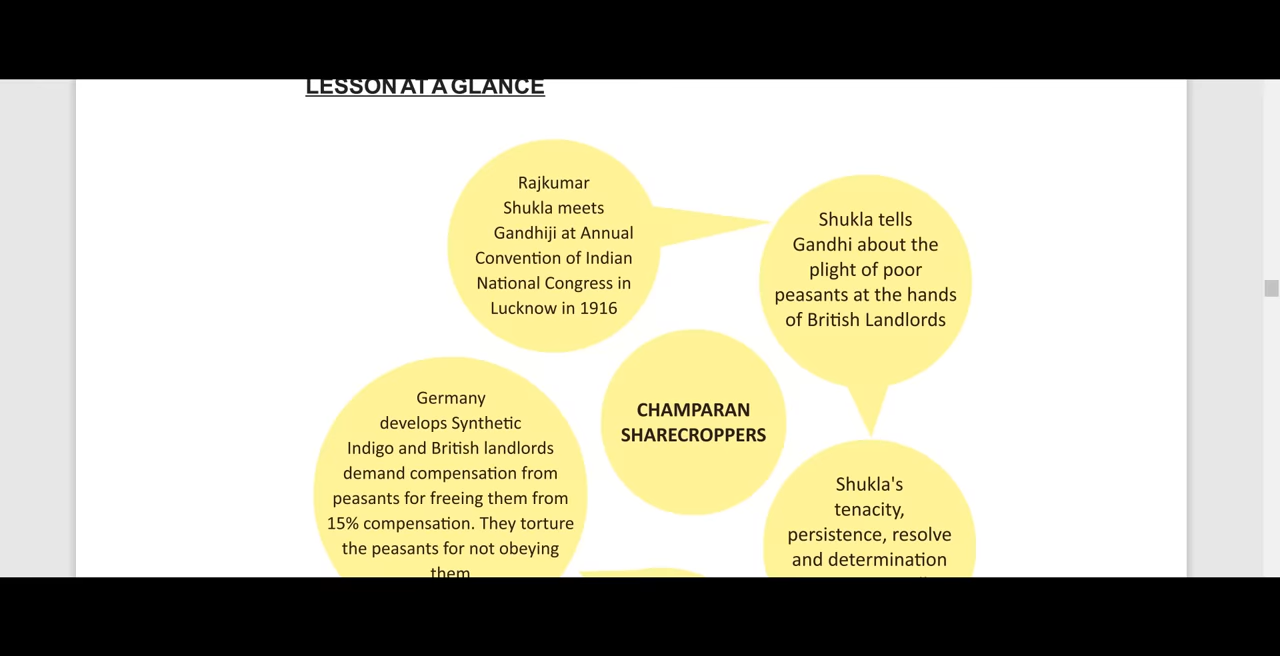 LESSON AT A GLANCE
Rajkumar
Shukla meets
Gandhiji at Annual
Convention of Indian
National Congress in
Lucknow in 1916
Shukla tells
Gandhi about the
plight of poor
peasants at the hands
of British Landlords
CHAMPARAN
SHARECROPPERS
Germany
develops Synthetic
Indigo and British landlords
demand compensation from
peasants for freeing them from
15% compensation. They torture
the peasants for not obeying
them
Shukla's
tenacity,
persistence, resolve
and determination